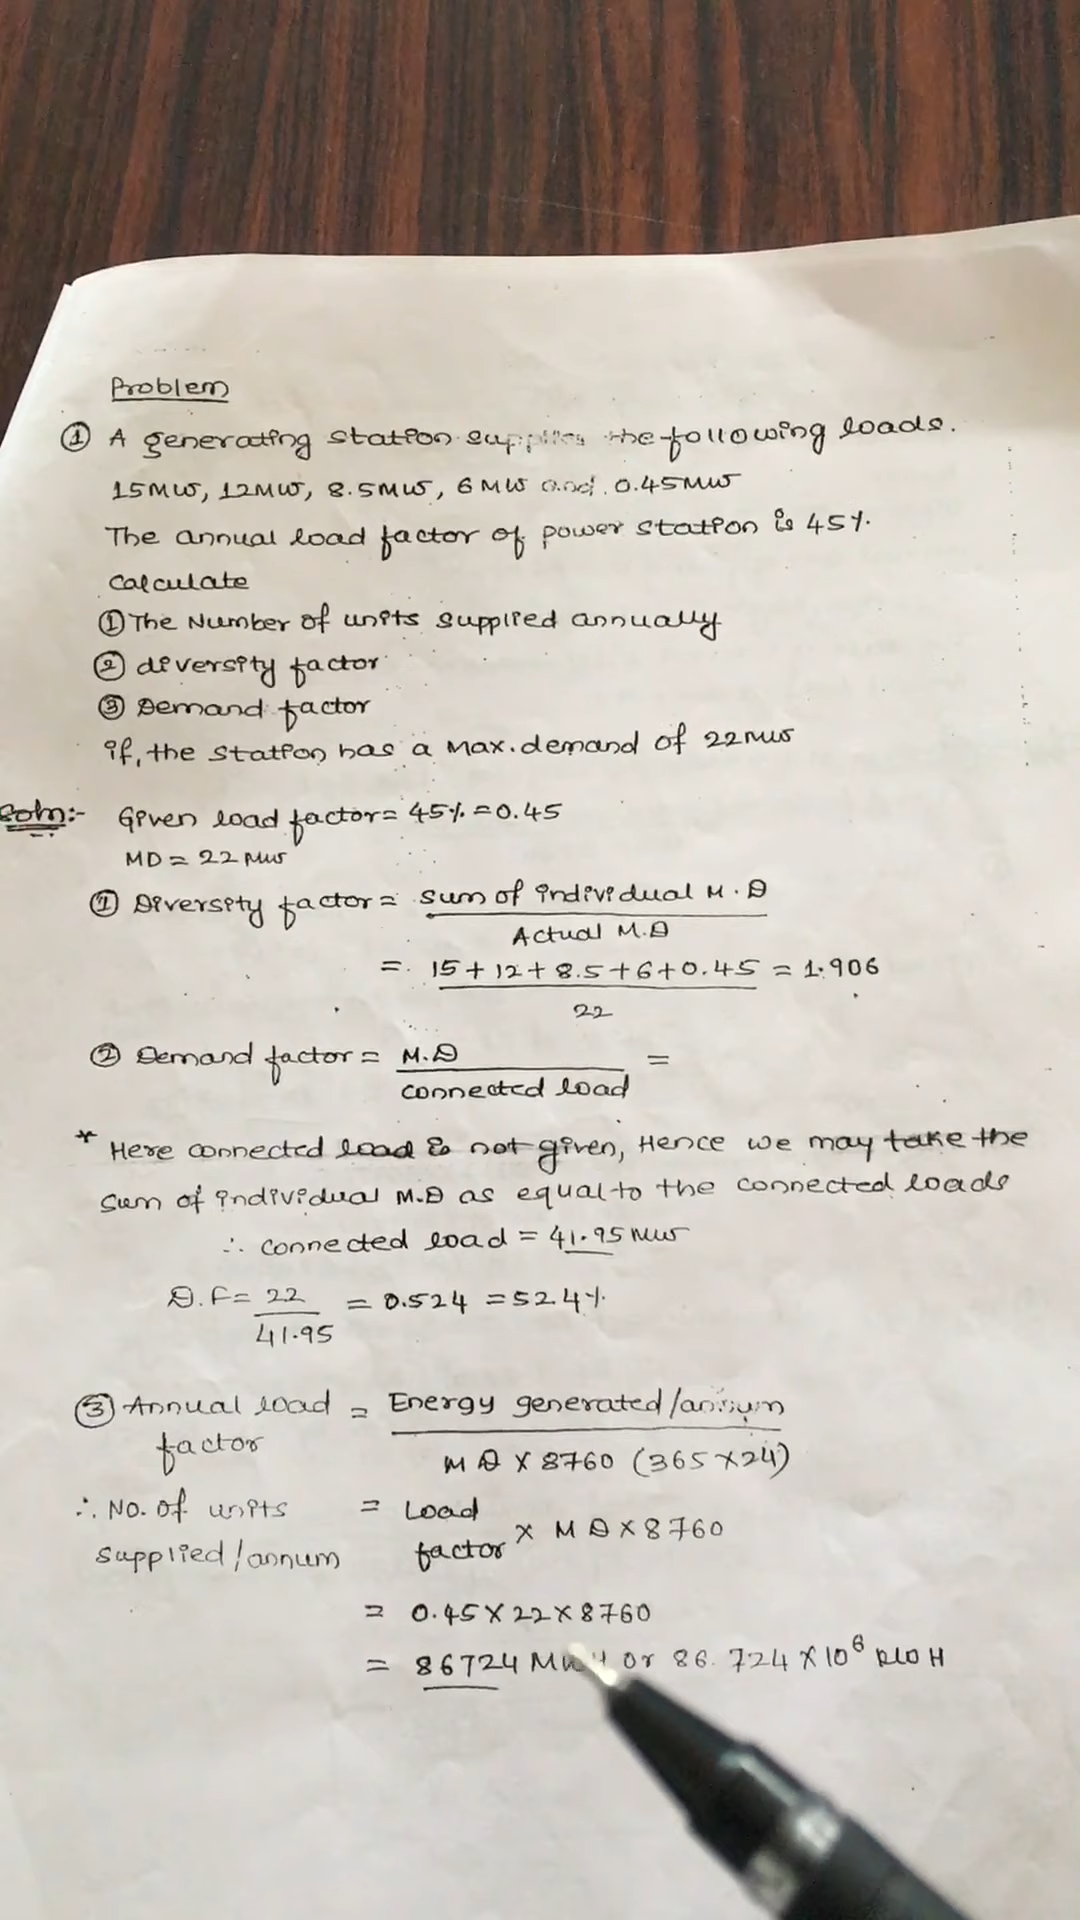 Problem
① A generating station supplies the following loads.
15MW, 12MW, 8.5MW, 6MW and 0.45MW
The annual load factor of power station is 45%.
calculate
① The Number of units supplied annually
② diversity factor
③ Demand factor
if, the station has a Max. demand of 22MW
Soln:- Given load factor = 45% = 0.45
MD = 22MW
① Diversity factor = sum of individual M.D
Actual M.D
= 15+12+8.5+6+0.45 = 1.906
22
② Demand factor = M.D =
connected load
* Here connected load is not given, Hence we may take the
sum of individual M.D as equal to the connected loads
∴ connected load = 41.95MW
D.F = 22 = 0.524 = 52.4%
41.95
③ Annual load factor = Energy generated/annum
MD × 8760 (365×24)
∴ No. of units supplied/annum = Load factor × MD × 8760
= 0.45×22×8760
= 86724 MWH or 86.724×10⁶ KWH